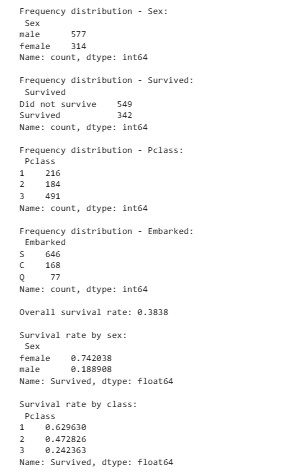 Frequency distribution - Sex:
Sex
male 577
female 314
Name: count, dtype: int64
Frequency distribution - Survived:
Survived
Did not survive 549
Survived 342
Name: count, dtype: int64
Frequency distribution - Pclass:
Pclass
1 216
2 184
3 491
Name: count, dtype: int64
Frequency distribution - Embarked:
Embarked
S 646
C 168
Q 77
Name: count, dtype: int64
Overall survival rate: 0.3838
Survival rate by sex:
Sex
female 0.742038
male 0.188908
Name: Survived, dtype: float64
Survival rate by class:
Pclass
1 0.629630
2 0.472826
3 0.242363
Name: Survived, dtype: float64